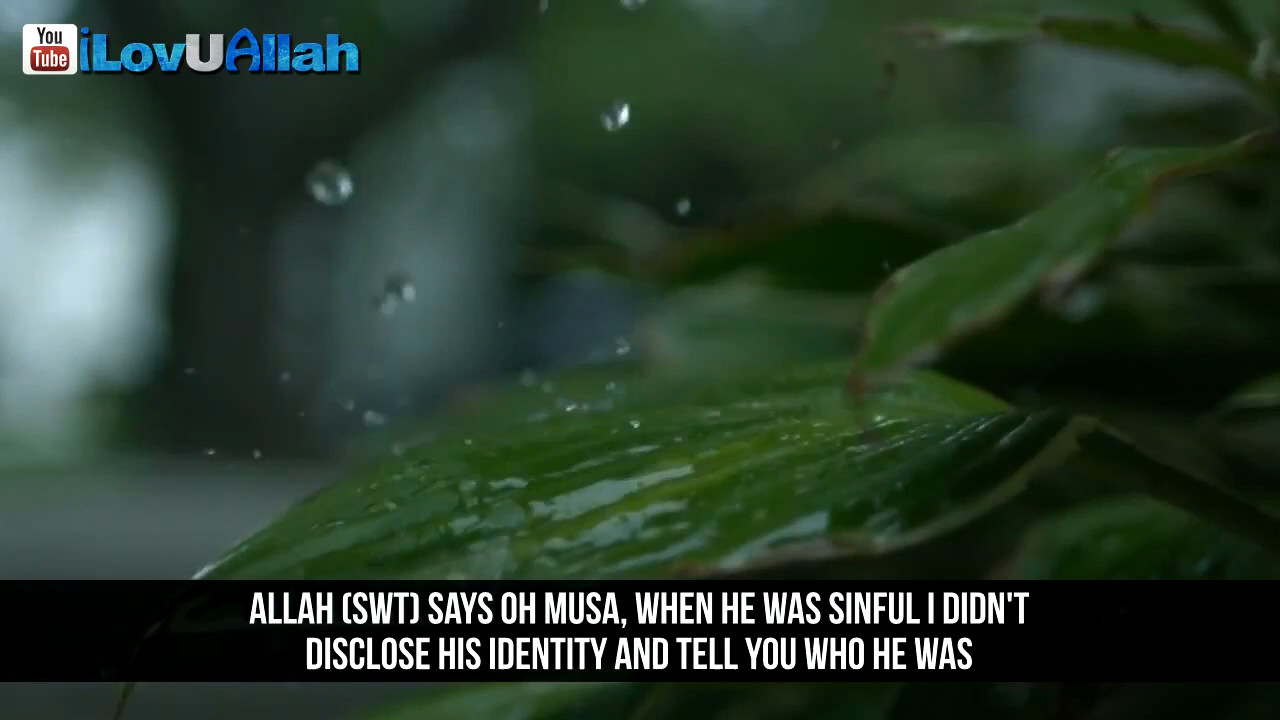 You
Tube
iLovUAllah
ALLAH (SWT) SAYS OH MUSA, WHEN HE WAS SINFUL I DIDN'T
DISCLOSE HIS IDENTITY AND TELL YOU WHO HE WAS